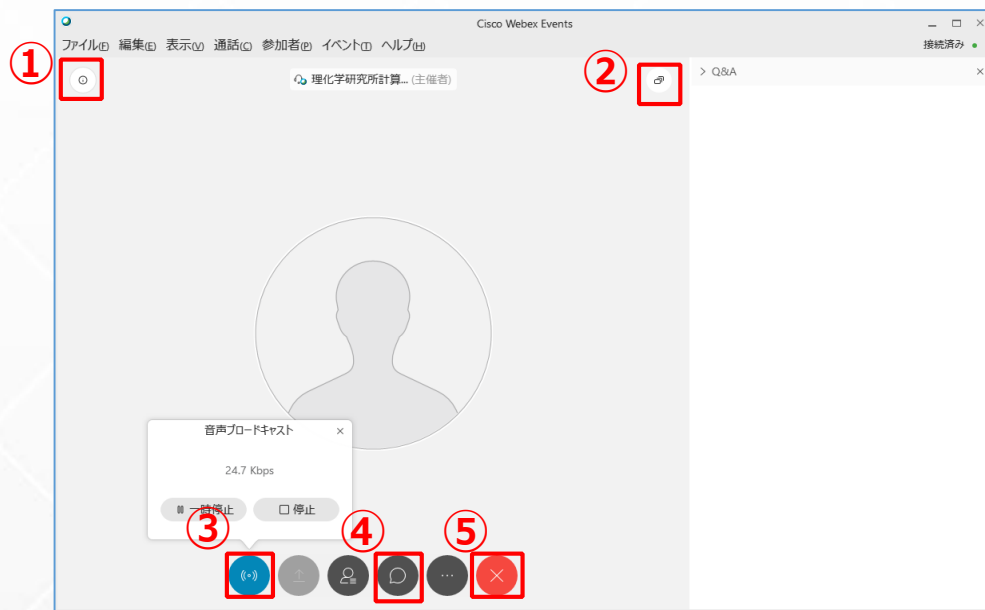 Cisco Webex Events
ファイル(F) 編集(E) 表示(V) 通話(C) 参加者(P) イベント(T) ヘルプ(H)
接続済み
①
②
理化学研究所計算... (主催者)
Q&A
音声ブロードキャスト
24.7 Kbps
一時停止
停止
③
④
⑤